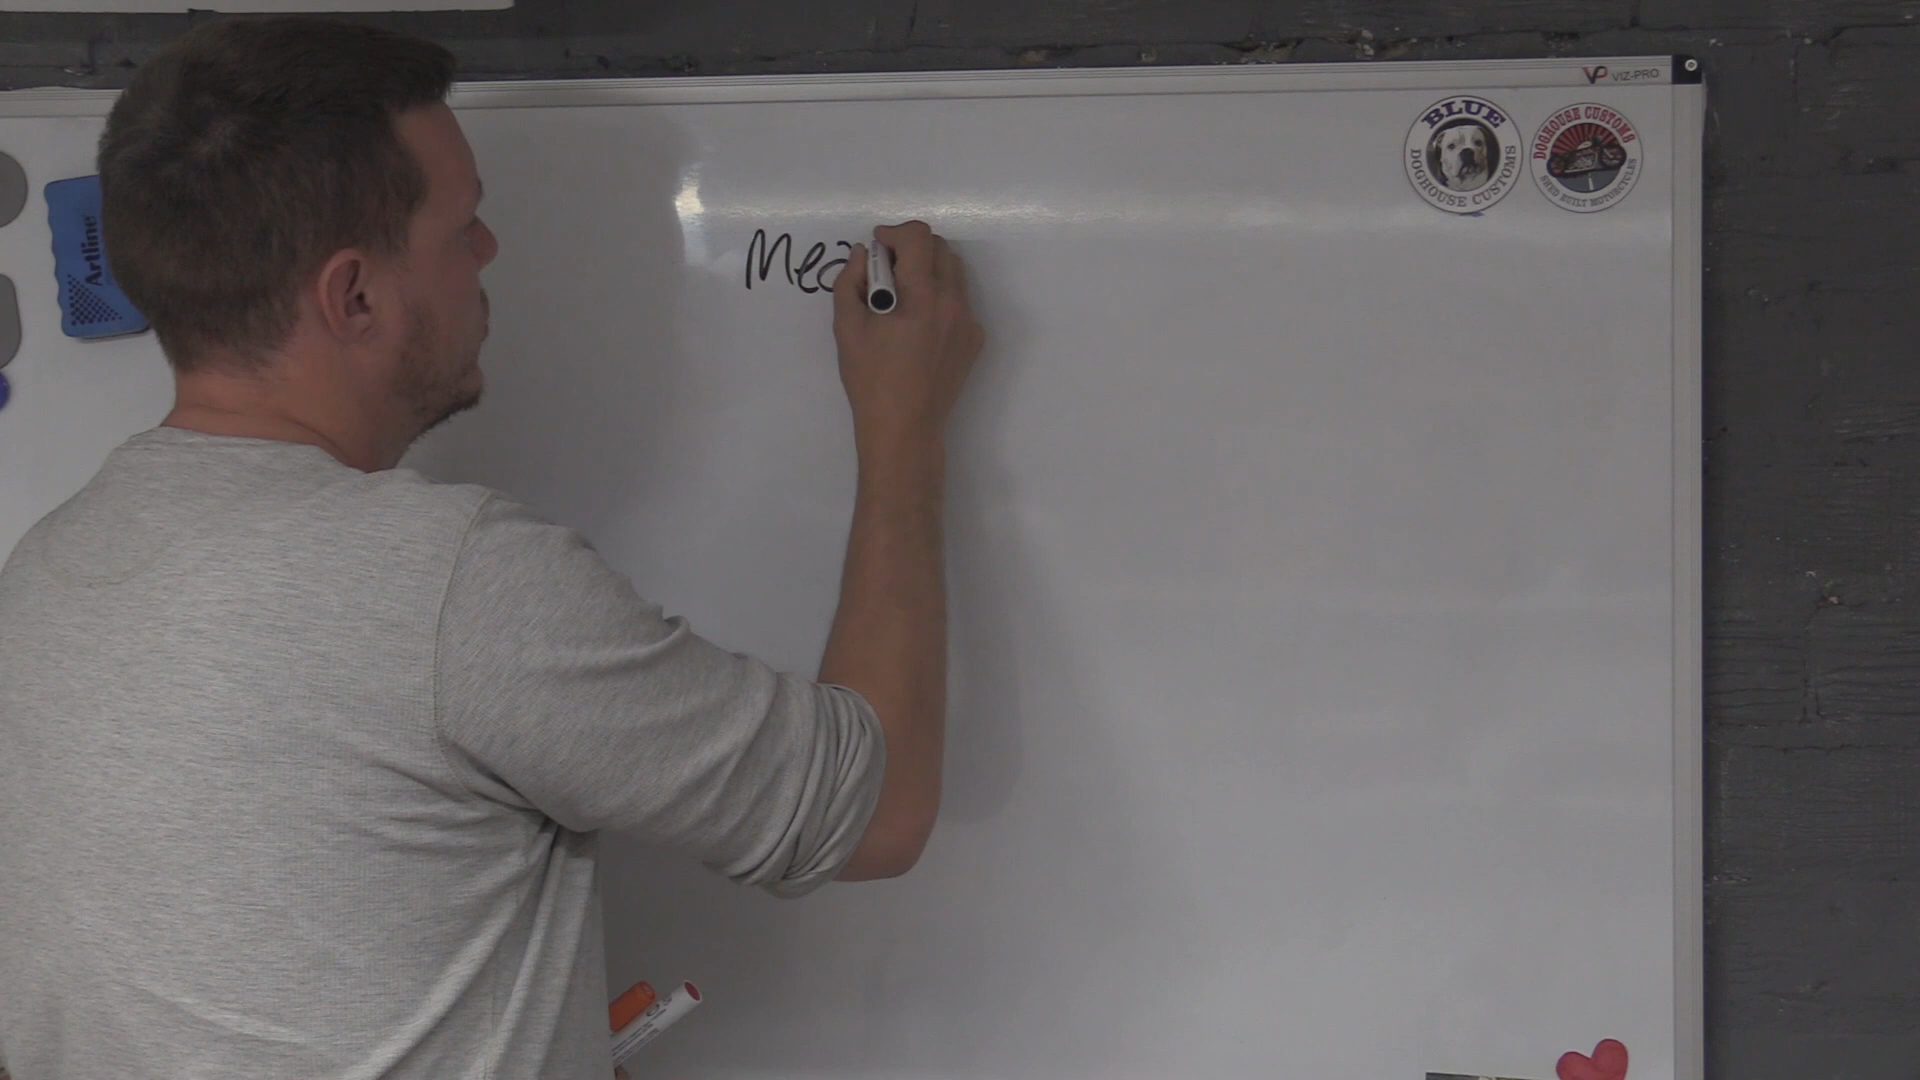 VP VIZ-PRO
BLUE
DOGHOUSE CUSTOMS
DOGHOUSE CUSTOMS
SHED BUILT MOTORCYCLES
Artline
Mea